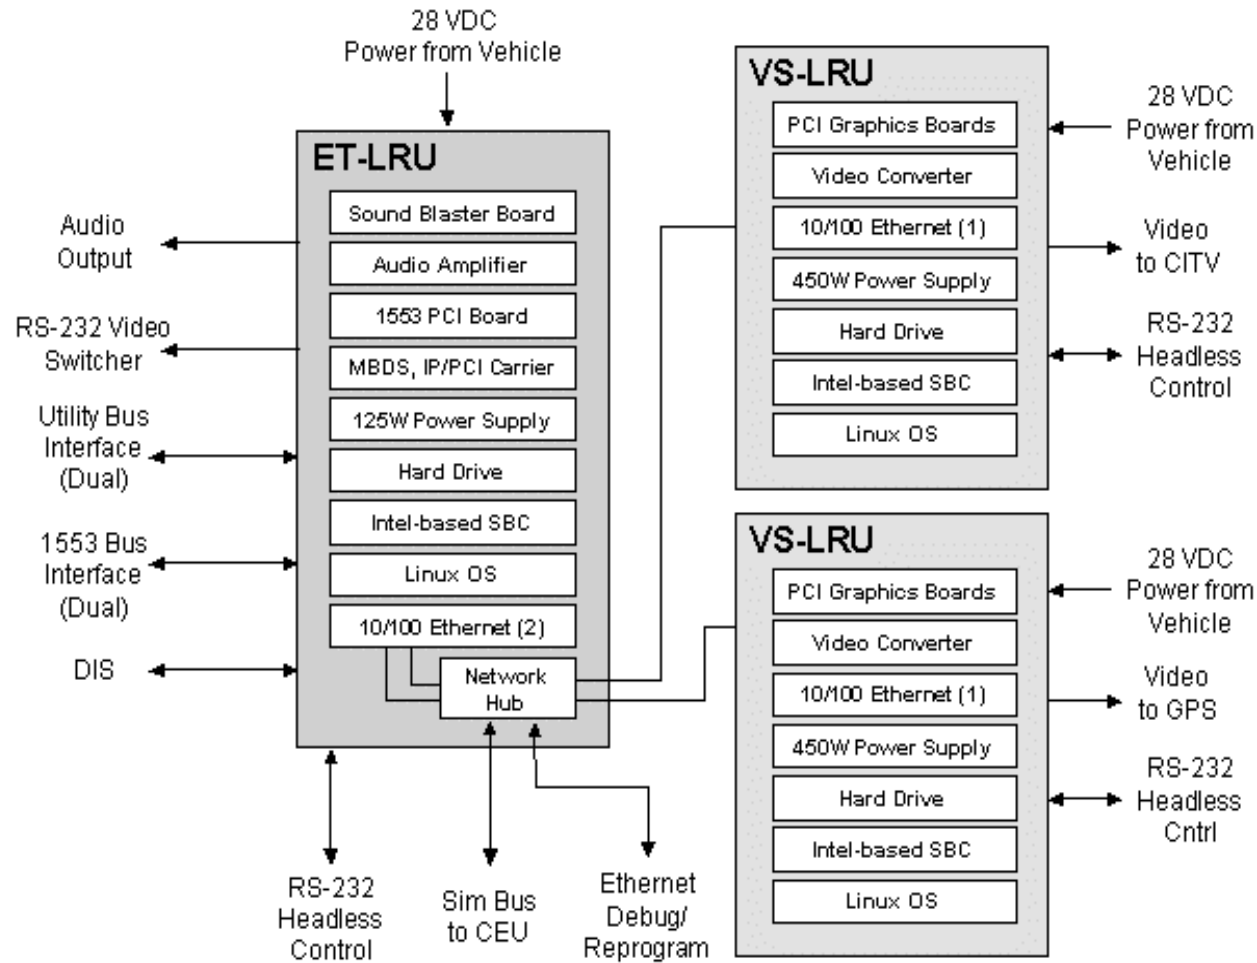 28 VDC
Power from Vehicle
ET-LRU
Sound Blaster Board
Audio Amplifier
1553 PCI Board
MBDS, IP/PCI Carrier
125W Power Supply
Hard Drive
Intel-based SBC
Linux OS
10/100 Ethernet (2)
Network
Hub
Audio
Output
RS-232 Video
Switcher
Utility Bus
Interface
(Dual)
1553 Bus
Interface
(Dual)
DIS
RS-232
Headless
Control
Sim Bus
to CEU
Ethernet
Debug/
Reprogram
VS-LRU
PCI Graphics Boards
Video Converter
10/100 Ethernet (1)
450W Power Supply
Hard Drive
Intel-based SBC
Linux OS
28 VDC
Power from
Vehicle
Video
to CITV
RS-232
Headless
Control
VS-LRU
PCI Graphics Boards
Video Converter
10/100 Ethernet (1)
450W Power Supply
Hard Drive
Intel-based SBC
Linux OS
28 VDC
Power from
Vehicle
Video
to GPS
RS-232
Headless
Cntrl